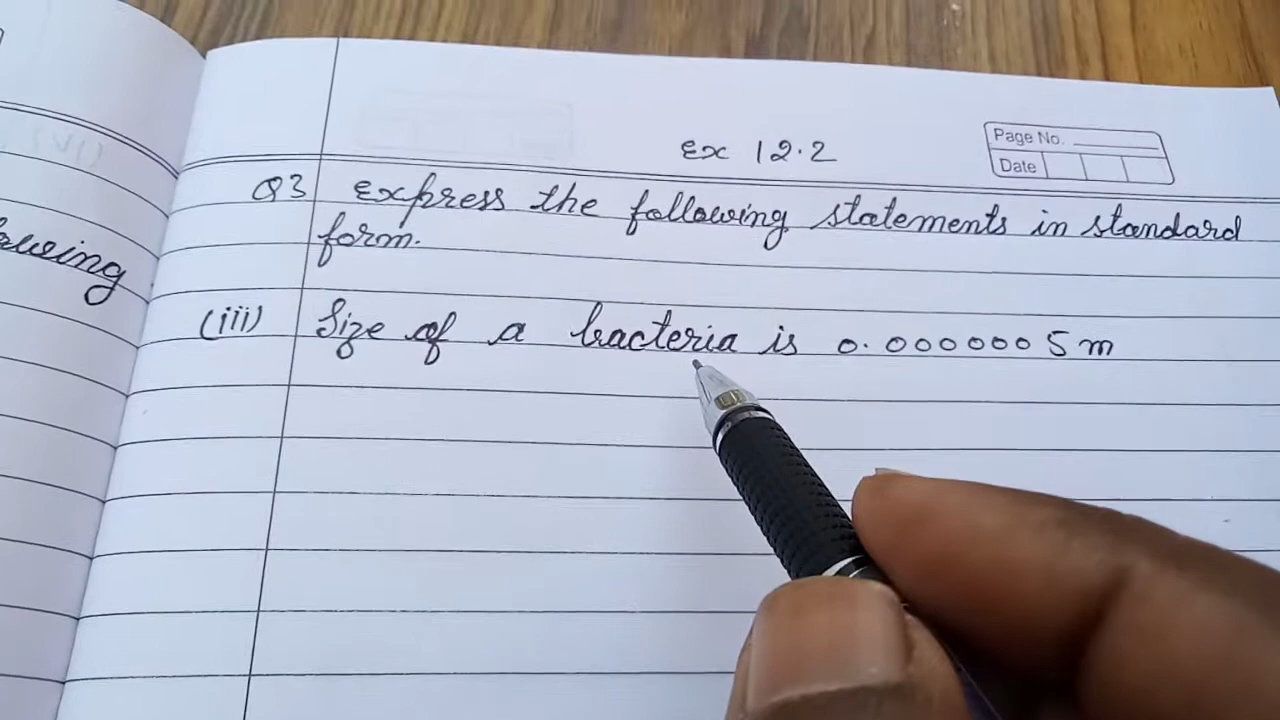 Ex 12.2
Page No.
Date
Q3 Express the following statements in standard
form.
owing
(iii) Size of a bacteria is 0.0000005 m